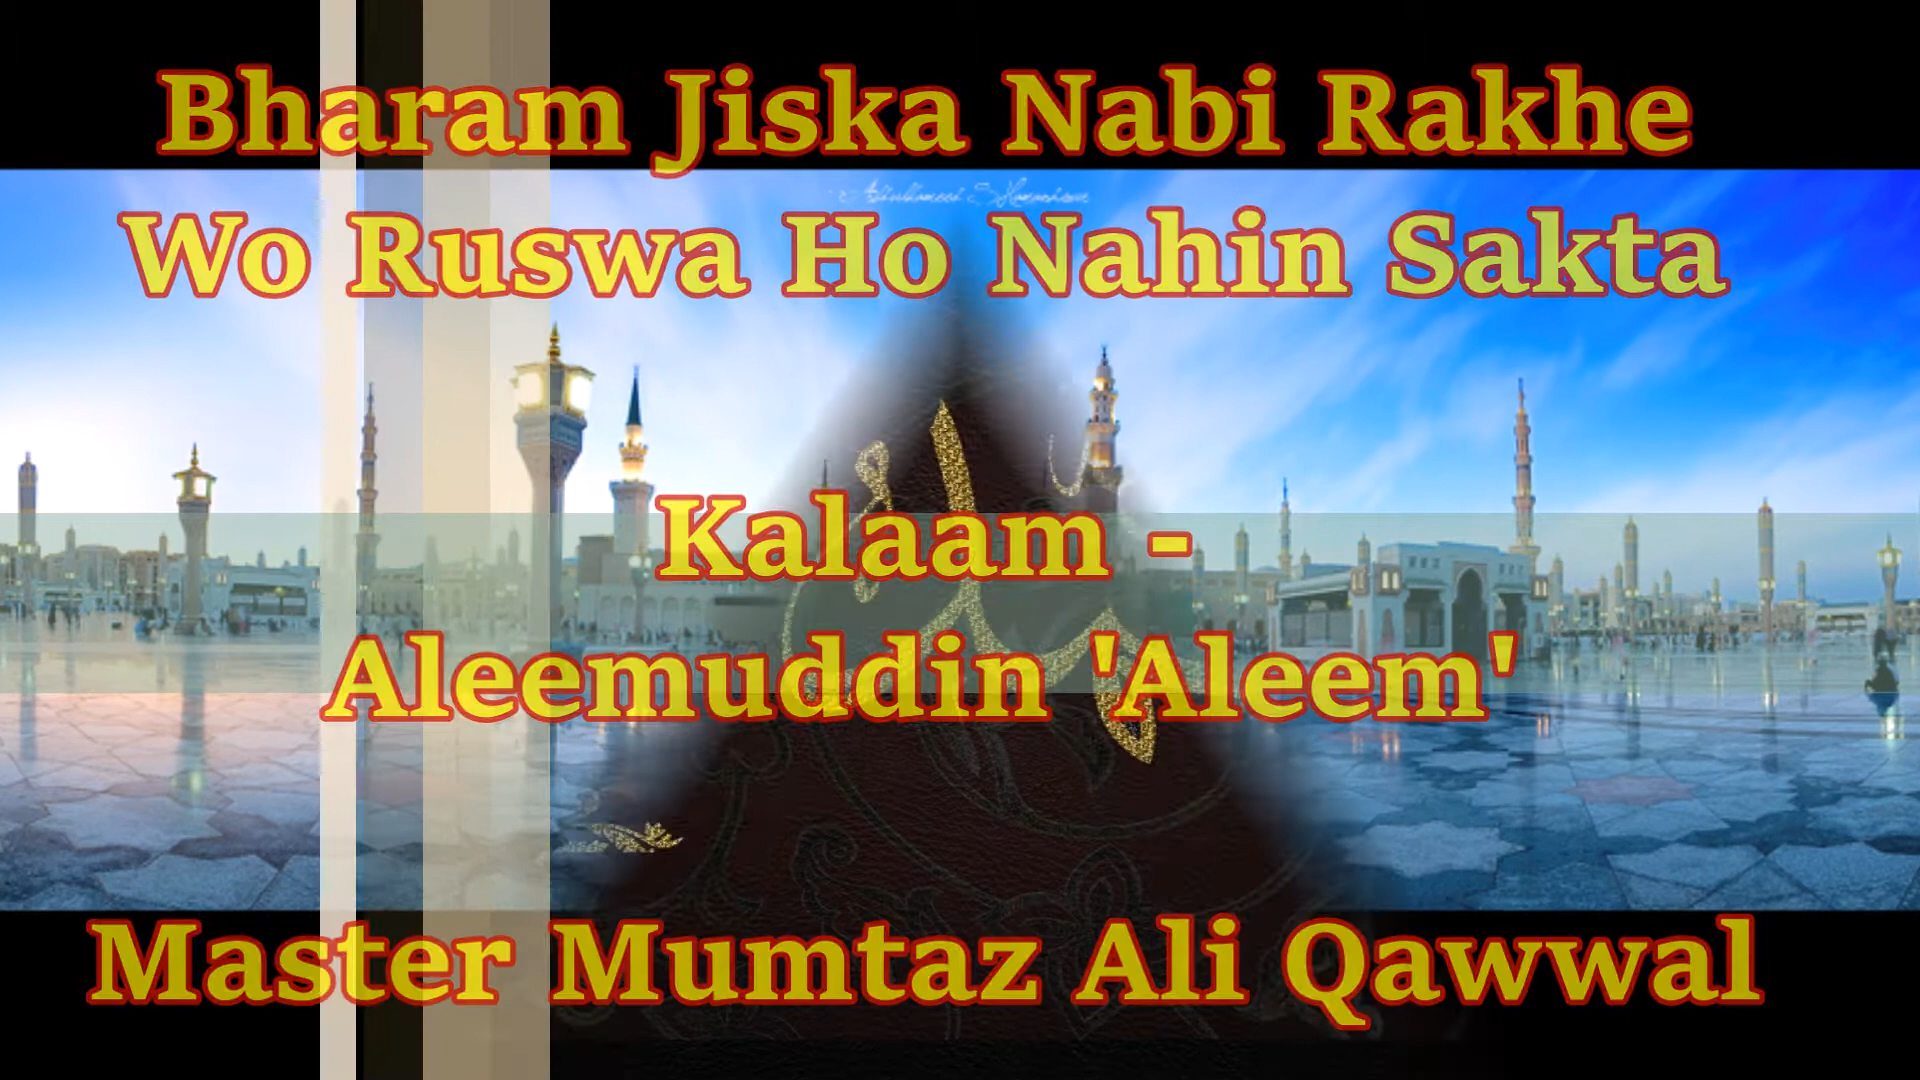 Bharam Jiska Nabi Rakhe
Wo Ruswa Ho Nahin Sakta
Kalaam -
Aleemuddin 'Aleem'
Master Mumtaz Ali Qawwal